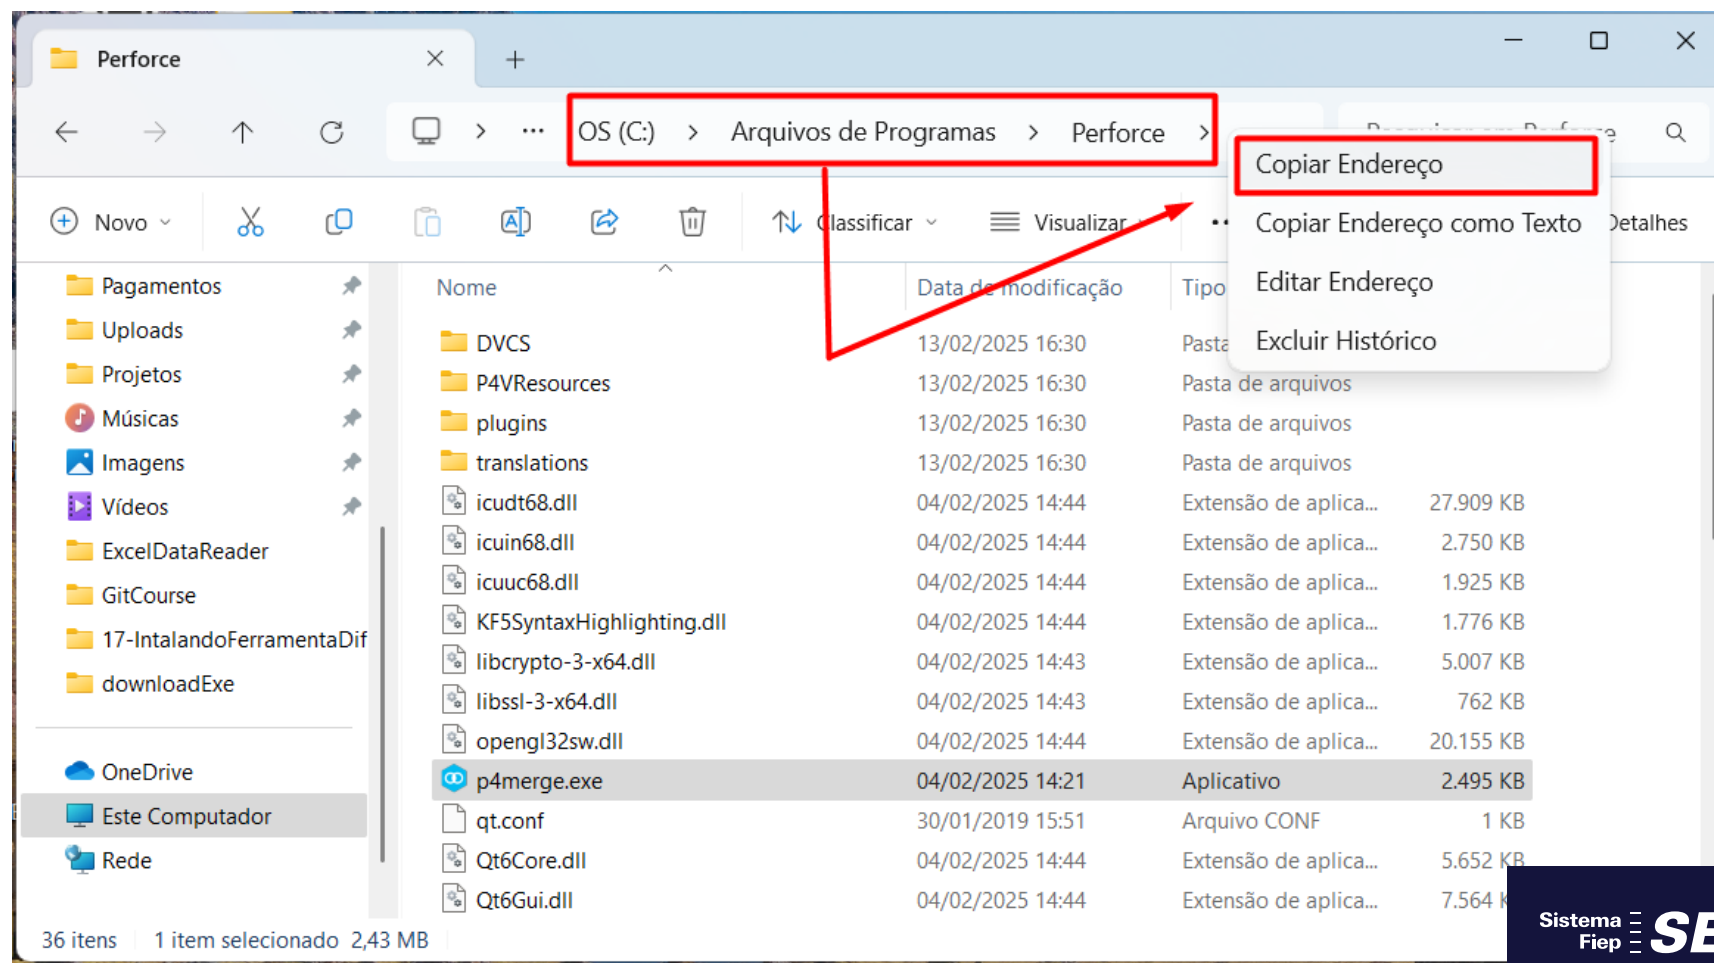 Perforce
OS (C:) > Arquivos de Programas > Perforce >
Copiar Endereço
Copiar Endereço como Texto
Editar Endereço
Excluir Histórico
Novo
Classificar
Visualizar
Detalhes
Pagamentos
Uploads
Projetos
Músicas
Imagens
Vídeos
ExcelDataReader
GitCourse
17-IntalandoFerramentaDif
downloadExe
OneDrive
Este Computador
Rede
Nome Data de modificação Tipo
DVCS 13/02/2025 16:30 Pasta
P4VResources 13/02/2025 16:30 Pasta de arquivos
plugins 13/02/2025 16:30 Pasta de arquivos
translations 13/02/2025 16:30 Pasta de arquivos
icudt68.dll 04/02/2025 14:44 Extensão de aplica... 27.909 KB
icuin68.dll 04/02/2025 14:44 Extensão de aplica... 2.750 KB
icuuc68.dll 04/02/2025 14:44 Extensão de aplica... 1.925 KB
KF5SyntaxHighlighting.dll 04/02/2025 14:44 Extensão de aplica... 1.776 KB
libcrypto-3-x64.dll 04/02/2025 14:43 Extensão de aplica... 5.007 KB
libssl-3-x64.dll 04/02/2025 14:43 Extensão de aplica... 762 KB
opengl32sw.dll 04/02/2025 14:44 Extensão de aplica... 20.155 KB
p4merge.exe 04/02/2025 14:21 Aplicativo 2.495 KB
qt.conf 30/01/2019 15:51 Arquivo CONF 1 KB
Qt6Core.dll 04/02/2025 14:44 Extensão de aplica... 5.652 KB
Qt6Gui.dll 04/02/2025 14:44 Extensão de aplica... 7.564
36 itens 1 item selecionado 2,43 MB
Sistema
Fiep